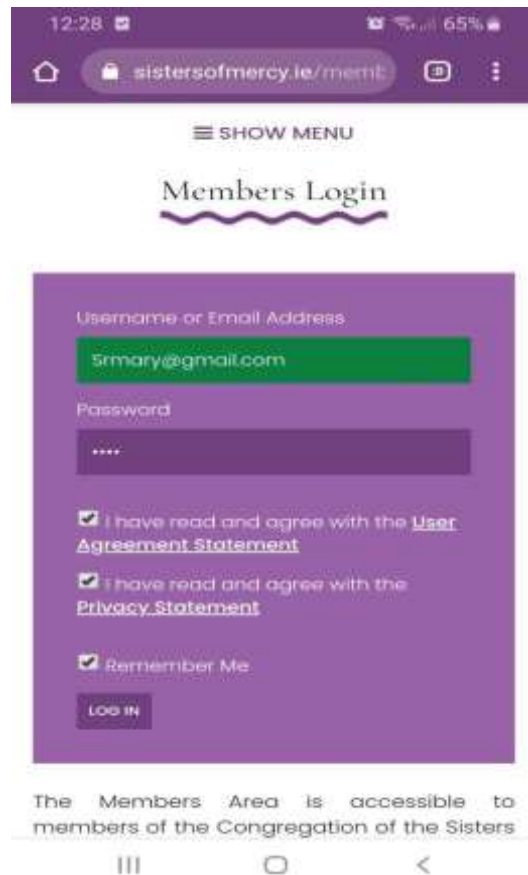 12:28 65%
sistersofmercy.ie/memb
SHOW MENU
Members Login
Username or Email Address
Srmary@gmail.com
Password
••••
I have read and agree with the User
Agreement Statement
I have read and agree with the
Privacy Statement
Remember Me
LOG IN
The Members Area is accessible to
members of the Congregation of the Sisters